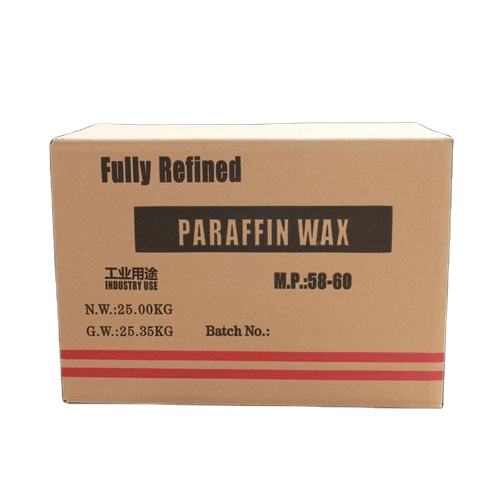 Fully Refined
PARAFFIN WAX
工业用途
INDUSTRY USE
M.P.:58-60
N.W.:25.00KG
G.W.:25.35KG
Batch No.: